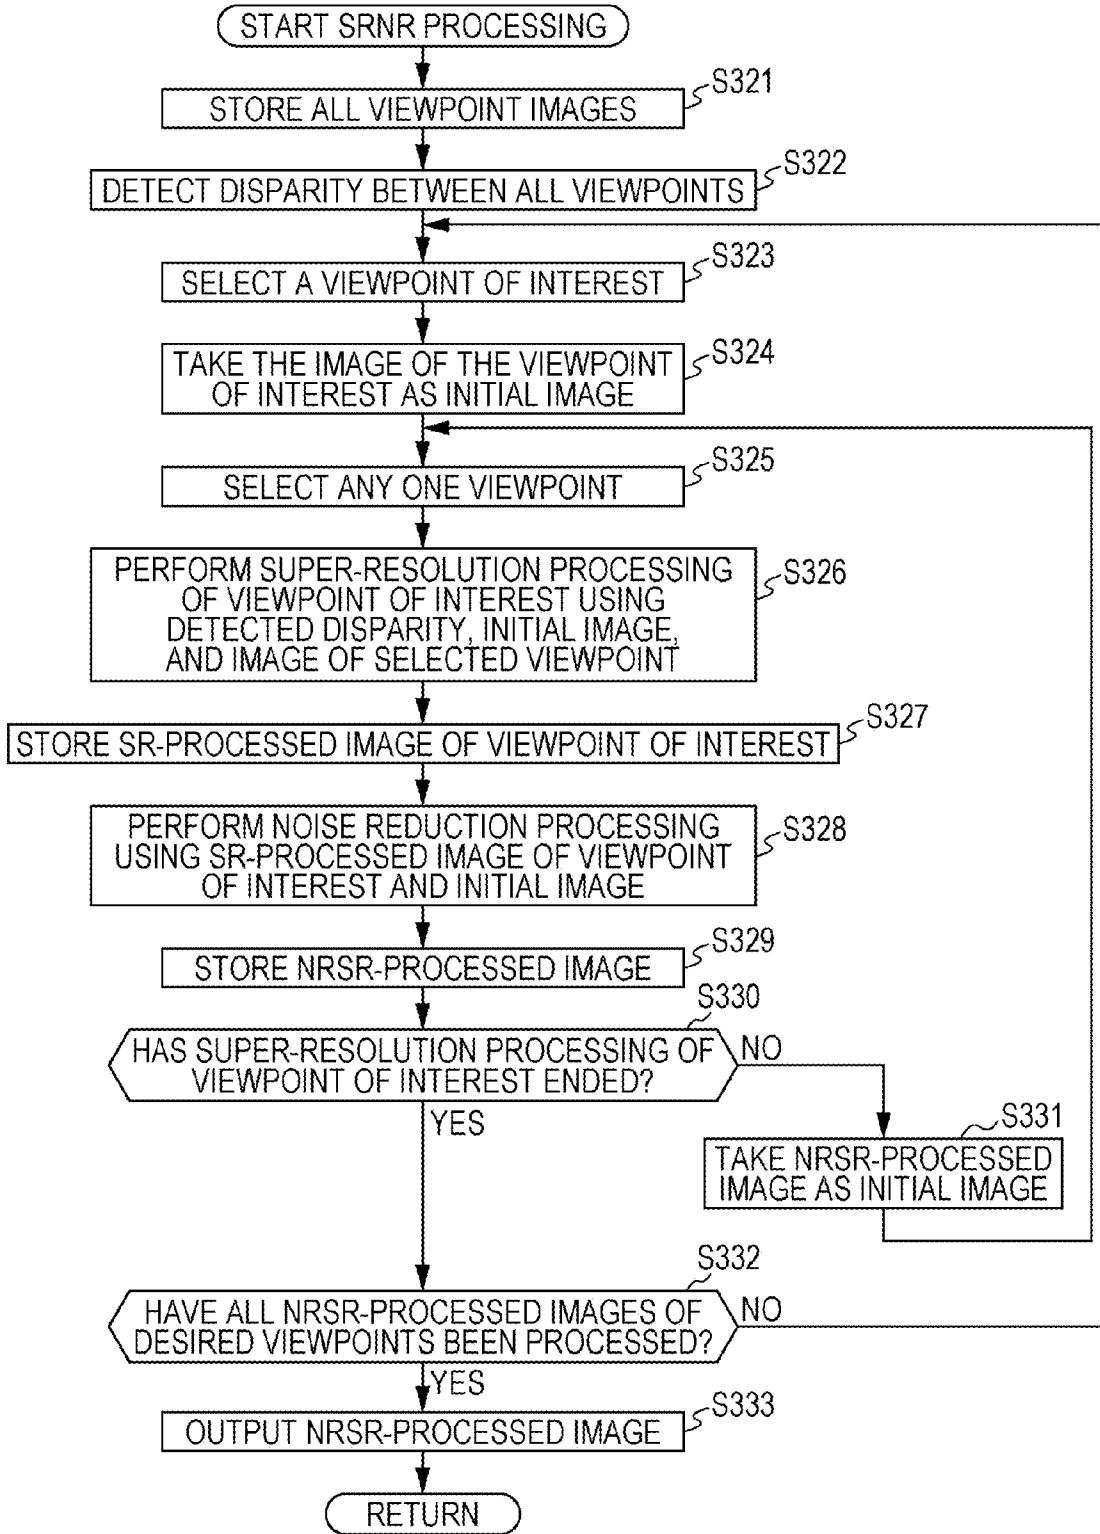 START SRNR PROCESSING
S321
STORE ALL VIEWPOINT IMAGES
S322
DETECT DISPARITY BETWEEN ALL VIEWPOINTS
S323
SELECT A VIEWPOINT OF INTEREST
S324
TAKE THE IMAGE OF THE VIEWPOINT
OF INTEREST AS INITIAL IMAGE
S325
SELECT ANY ONE VIEWPOINT
S326
PERFORM SUPER-RESOLUTION PROCESSING
OF VIEWPOINT OF INTEREST USING
DETECTED DISPARITY, INITIAL IMAGE,
AND IMAGE OF SELECTED VIEWPOINT
S327
STORE SR-PROCESSED IMAGE OF VIEWPOINT OF INTEREST
S328
PERFORM NOISE REDUCTION PROCESSING
USING SR-PROCESSED IMAGE OF VIEWPOINT
OF INTEREST AND INITIAL IMAGE
S329
STORE NRSR-PROCESSED IMAGE
S330
HAS SUPER-RESOLUTION PROCESSING OF
VIEWPOINT OF INTEREST ENDED?
NO
YES
S331
TAKE NRSR-PROCESSED
IMAGE AS INITIAL IMAGE
S332
HAVE ALL NRSR-PROCESSED IMAGES OF
DESIRED VIEWPOINTS BEEN PROCESSED?
NO
YES
S333
OUTPUT NRSR-PROCESSED IMAGE
RETURN